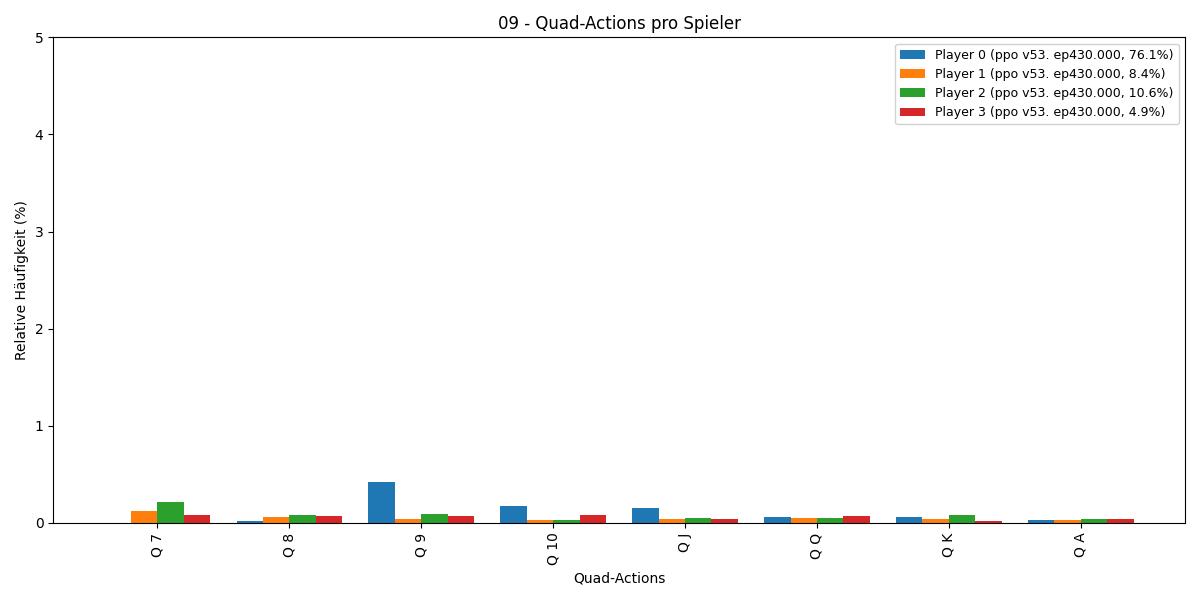 09 - Quad-Actions pro Spieler
Player 0 (ppo v53. ep430.000, 76.1%)
Player 1 (ppo v53. ep430.000, 8.4%)
Player 2 (ppo v53. ep430.000, 10.6%)
Player 3 (ppo v53. ep430.000, 4.9%)
Relative Häufigkeit (%)
5
4
3
2
1
0
Q 7
Q 8
Q 9
Q 10
Q J
Q Q
Q K
Q A
Quad-Actions